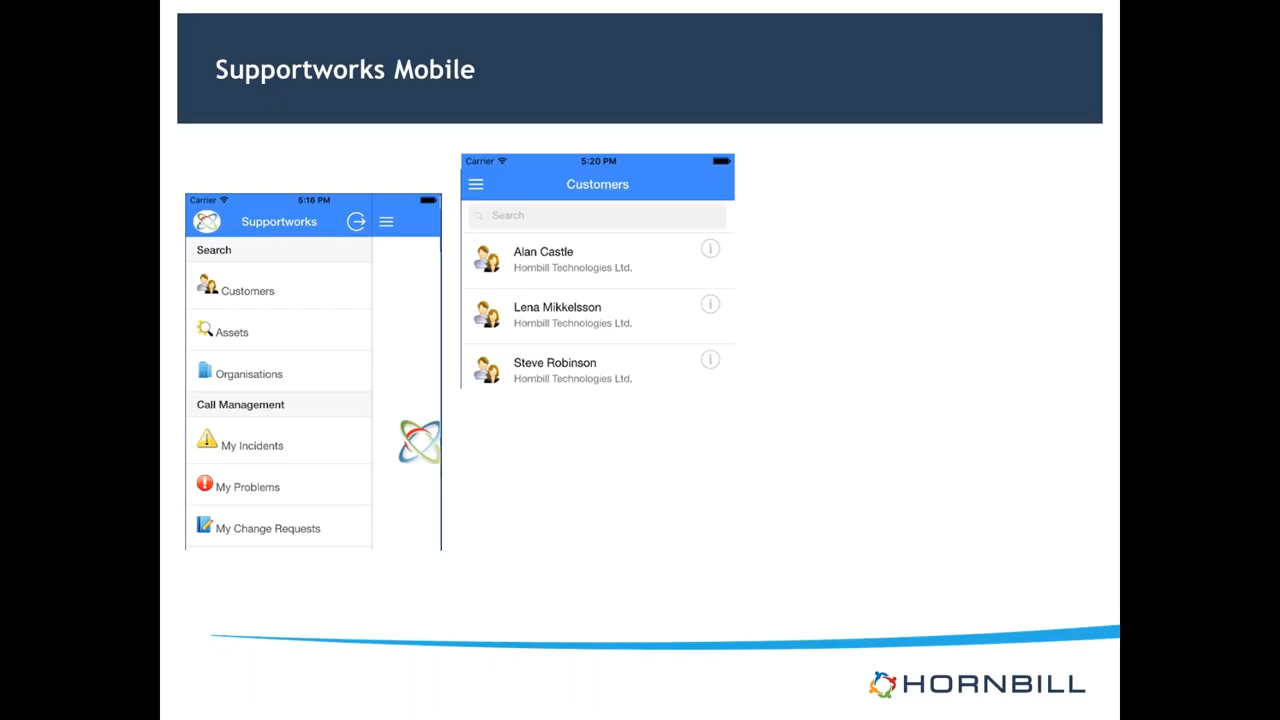 Supportworks Mobile
Carrier 5:16 PM
Supportworks
Search
Customers
Assets
Organisations
Call Management
My Incidents
My Problems
My Change Requests
Carrier 5:20 PM
Customers
Search
Alan Castle
Hornbill Technologies Ltd.
Lena Mikkelsson
Hornbill Technologies Ltd.
Steve Robinson
Hornbill Technologies Ltd.
HORNBILL